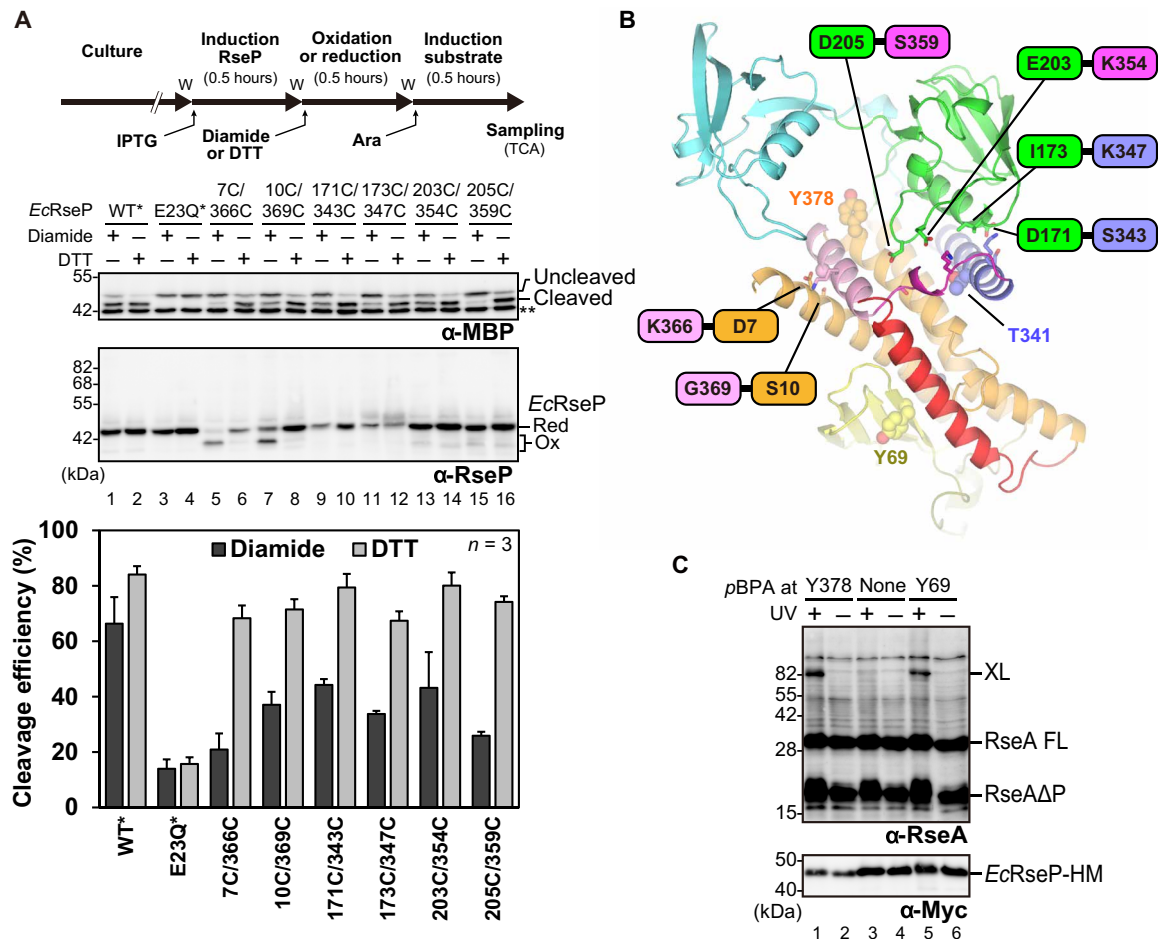 A
Culture
Induction RseP (0.5 hours)
Oxidation or reduction (0.5 hours)
Induction substrate (0.5 hours)
W W W
IPTG
Diamide or DTT
Ara
Sampling (TCA)
7C/ 10C/ 171C/ 173C/ 203C/ 205C/
EcRseP WT* E23Q* 366C 369C 343C 347C 354C 359C
Diamide + – + – + – + – + – + – + – + –
DTT – + – + – + – + – + – + – + – +
55-
42-
Uncleaved
Cleaved
**
α-MBP
82-
68-
55-
42-
EcRseP
Red
Ox
(kDa)
α-RseP
1 2 3 4 5 6 7 8 9 10 11 12 13 14 15 16
Cleavage efficiency (%)
100
80
60
40
20
0
Diamide DTT n = 3
WT*
E23Q*
7C/366C
10C/369C
171C/343C
173C/347C
203C/354C
205C/359C
B
D205 S359
E203 K354
I173 K347
D171 S343
Y378
T341
K366 D7
G369 S10
Y69
C
pBPA at Y378 None Y69
UV + – + – + –
82-
55-
42-
28-
15-
XL
RseA FL
RseAΔP
α-RseA
50-
40-
EcRseP-HM
(kDa)
α-Myc
1 2 3 4 5 6